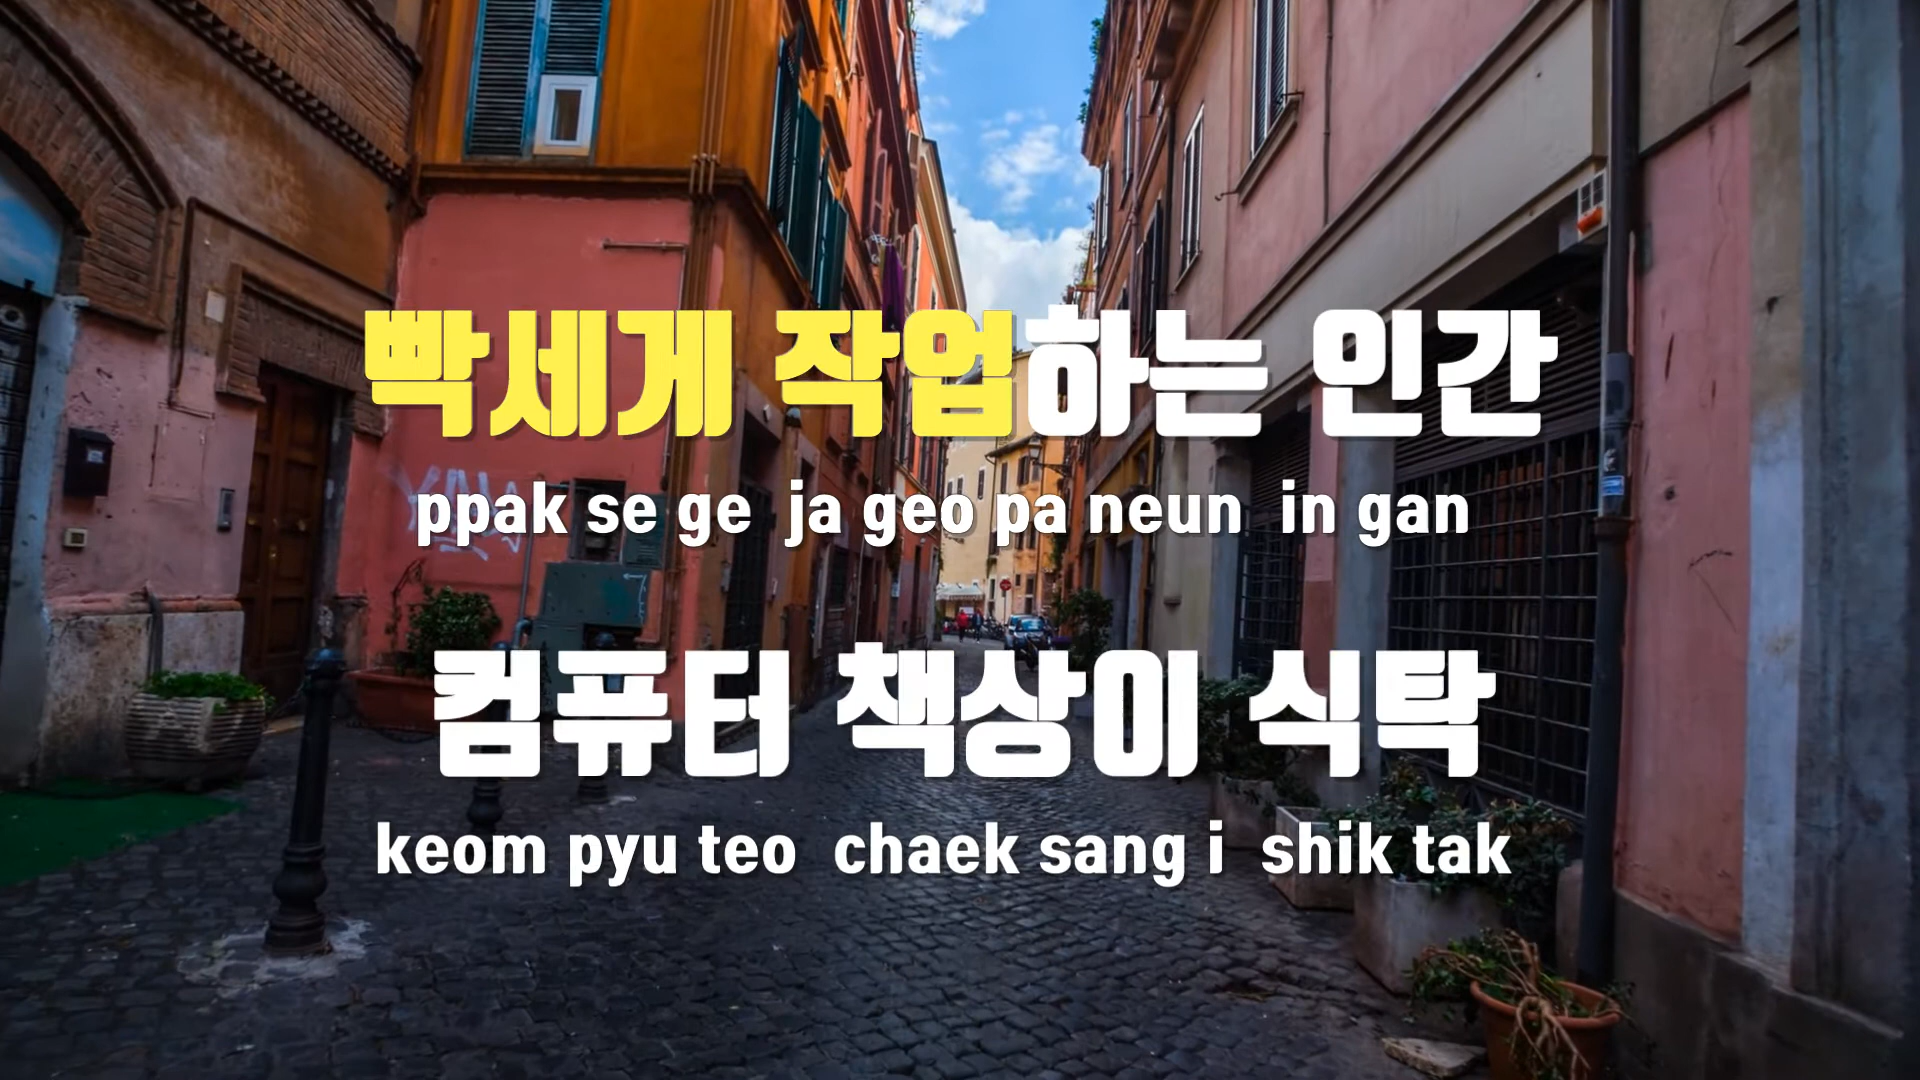 빡세게 작업하는 인간
ppak se ge ja geo pa neun in gan
컴퓨터 책상이 식탁
keom pyu teo chaek sang i shik tak